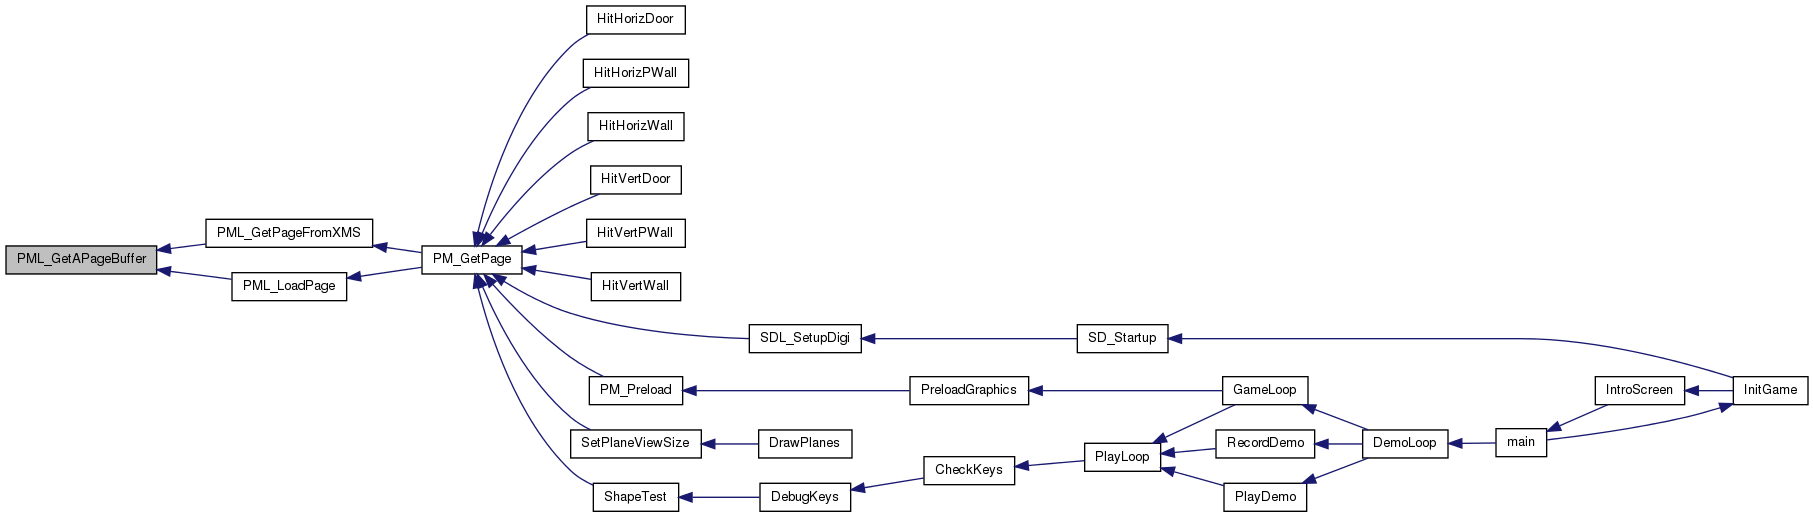 HitHorizDoor
HitHorizPWall
HitHorizWall
HitVertDoor
PML_GetPageFromXMS
HitVertPWall
PML_GetAPageBuffer
PM_GetPage
PML_LoadPage
HitVertWall
SDL_SetupDigi
SD_Startup
PM_Preload
PreloadGraphics
GameLoop
IntroScreen
InitGame
SetPlaneViewSize
DrawPlanes
RecordDemo
DemoLoop
main
PlayLoop
CheckKeys
ShapeTest
DebugKeys
PlayDemo